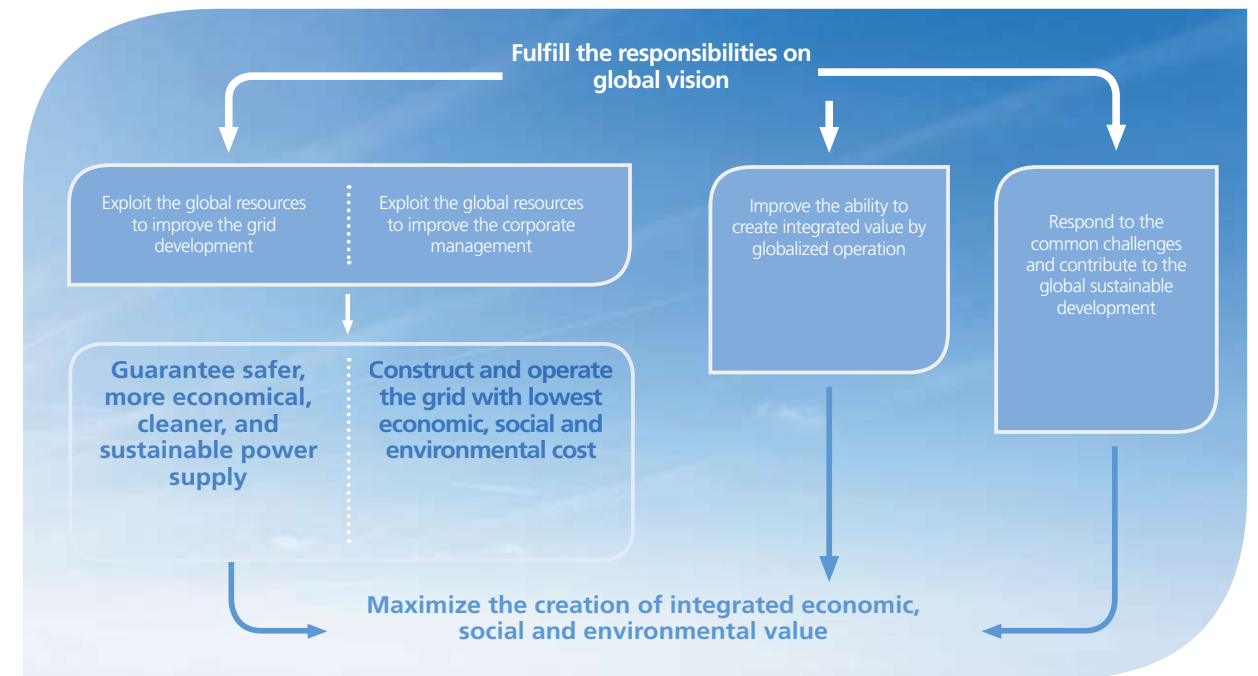 Fulfill the responsibilities on
global vision
Exploit the global resources
to improve the grid
development
Exploit the global resources
to improve the corporate
management
Improve the ability to
create integrated value by
globalized operation
Respond to the
common challenges
and contribute to the
global sustainable
development
Guarantee safer,
more economical,
cleaner, and
sustainable power
supply
Construct and operate
the grid with lowest
economic, social and
environmental cost
Maximize the creation of integrated economic,
social and environmental value